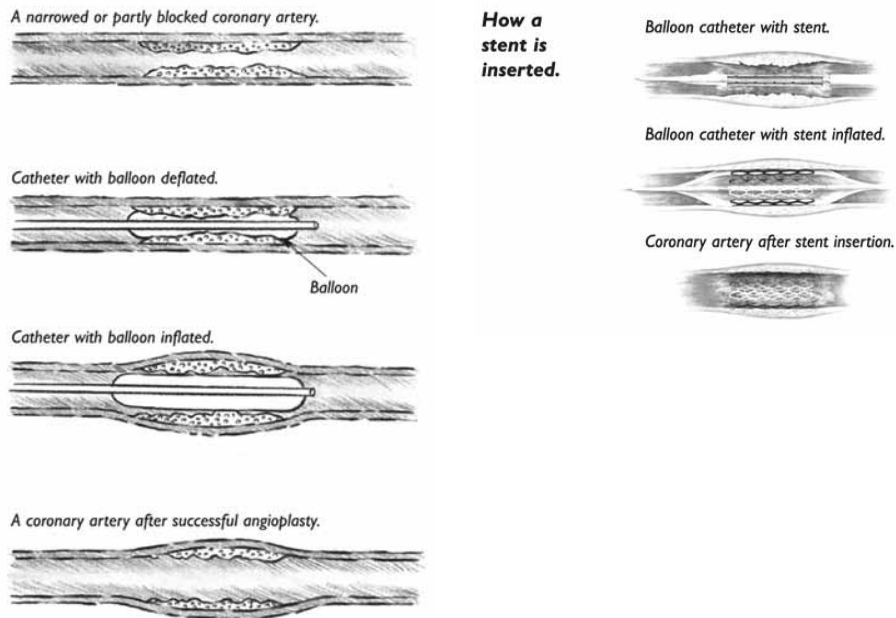 A narrowed or partly blocked coronary artery.
Catheter with balloon deflated.
Balloon
Catheter with balloon inflated.
A coronary artery after successful angioplasty.
How a
stent is
inserted.
Balloon catheter with stent.
Balloon catheter with stent inflated.
Coronary artery after stent insertion.